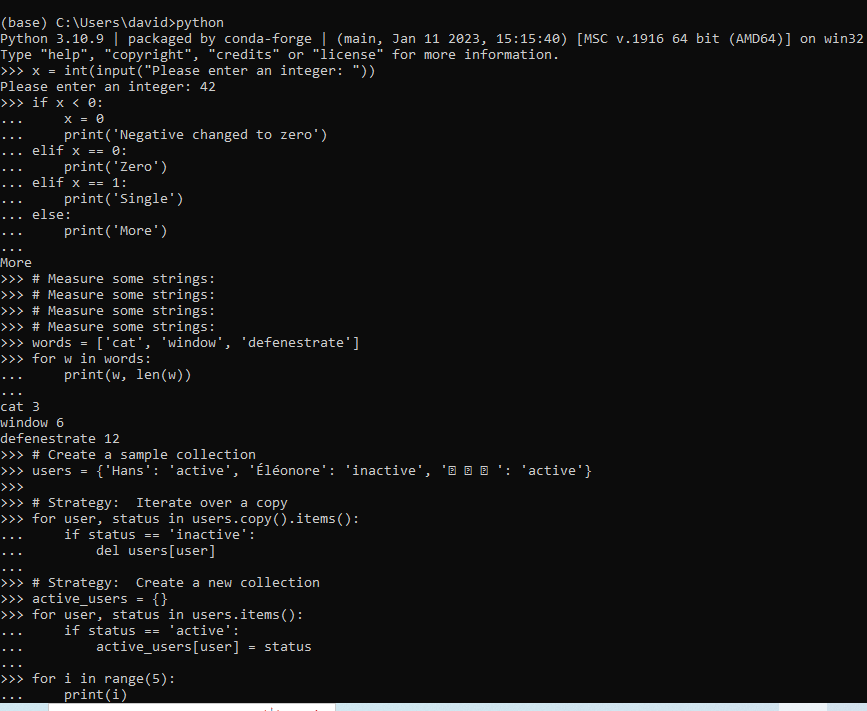 (base) C:\Users\david>python
Python 3.10.9 | packaged by conda-forge | (main, Jan 11 2023, 15:15:40) [MSC v.1916 64 bit (AMD64)] on win32
Type "help", "copyright", "credits" or "license" for more information.
>>> x = int(input("Please enter an integer: "))
Please enter an integer: 42
>>> if x < 0:
...     x = 0
...     print('Negative changed to zero')
... elif x == 0:
...     print('Zero')
... elif x == 1:
...     print('Single')
... else:
...     print('More')
...
More
>>> # Measure some strings:
>>> # Measure some strings:
>>> # Measure some strings:
>>> # Measure some strings:
>>> words = ['cat', 'window', 'defenestrate']
>>> for w in words:
...     print(w, len(w))
...
cat 3
window 6
defenestrate 12
>>> # Create a sample collection
>>> users = {'Hans': 'active', 'Éléonore': 'inactive', ' ': 'active'}
>>>
>>> # Strategy:  Iterate over a copy
>>> for user, status in users.copy().items():
...     if status == 'inactive':
...         del users[user]
...
>>> # Strategy:  Create a new collection
>>> active_users = {}
>>> for user, status in users.items():
...     if status == 'active':
...         active_users[user] = status
...
>>> for i in range(5):
...     print(i)